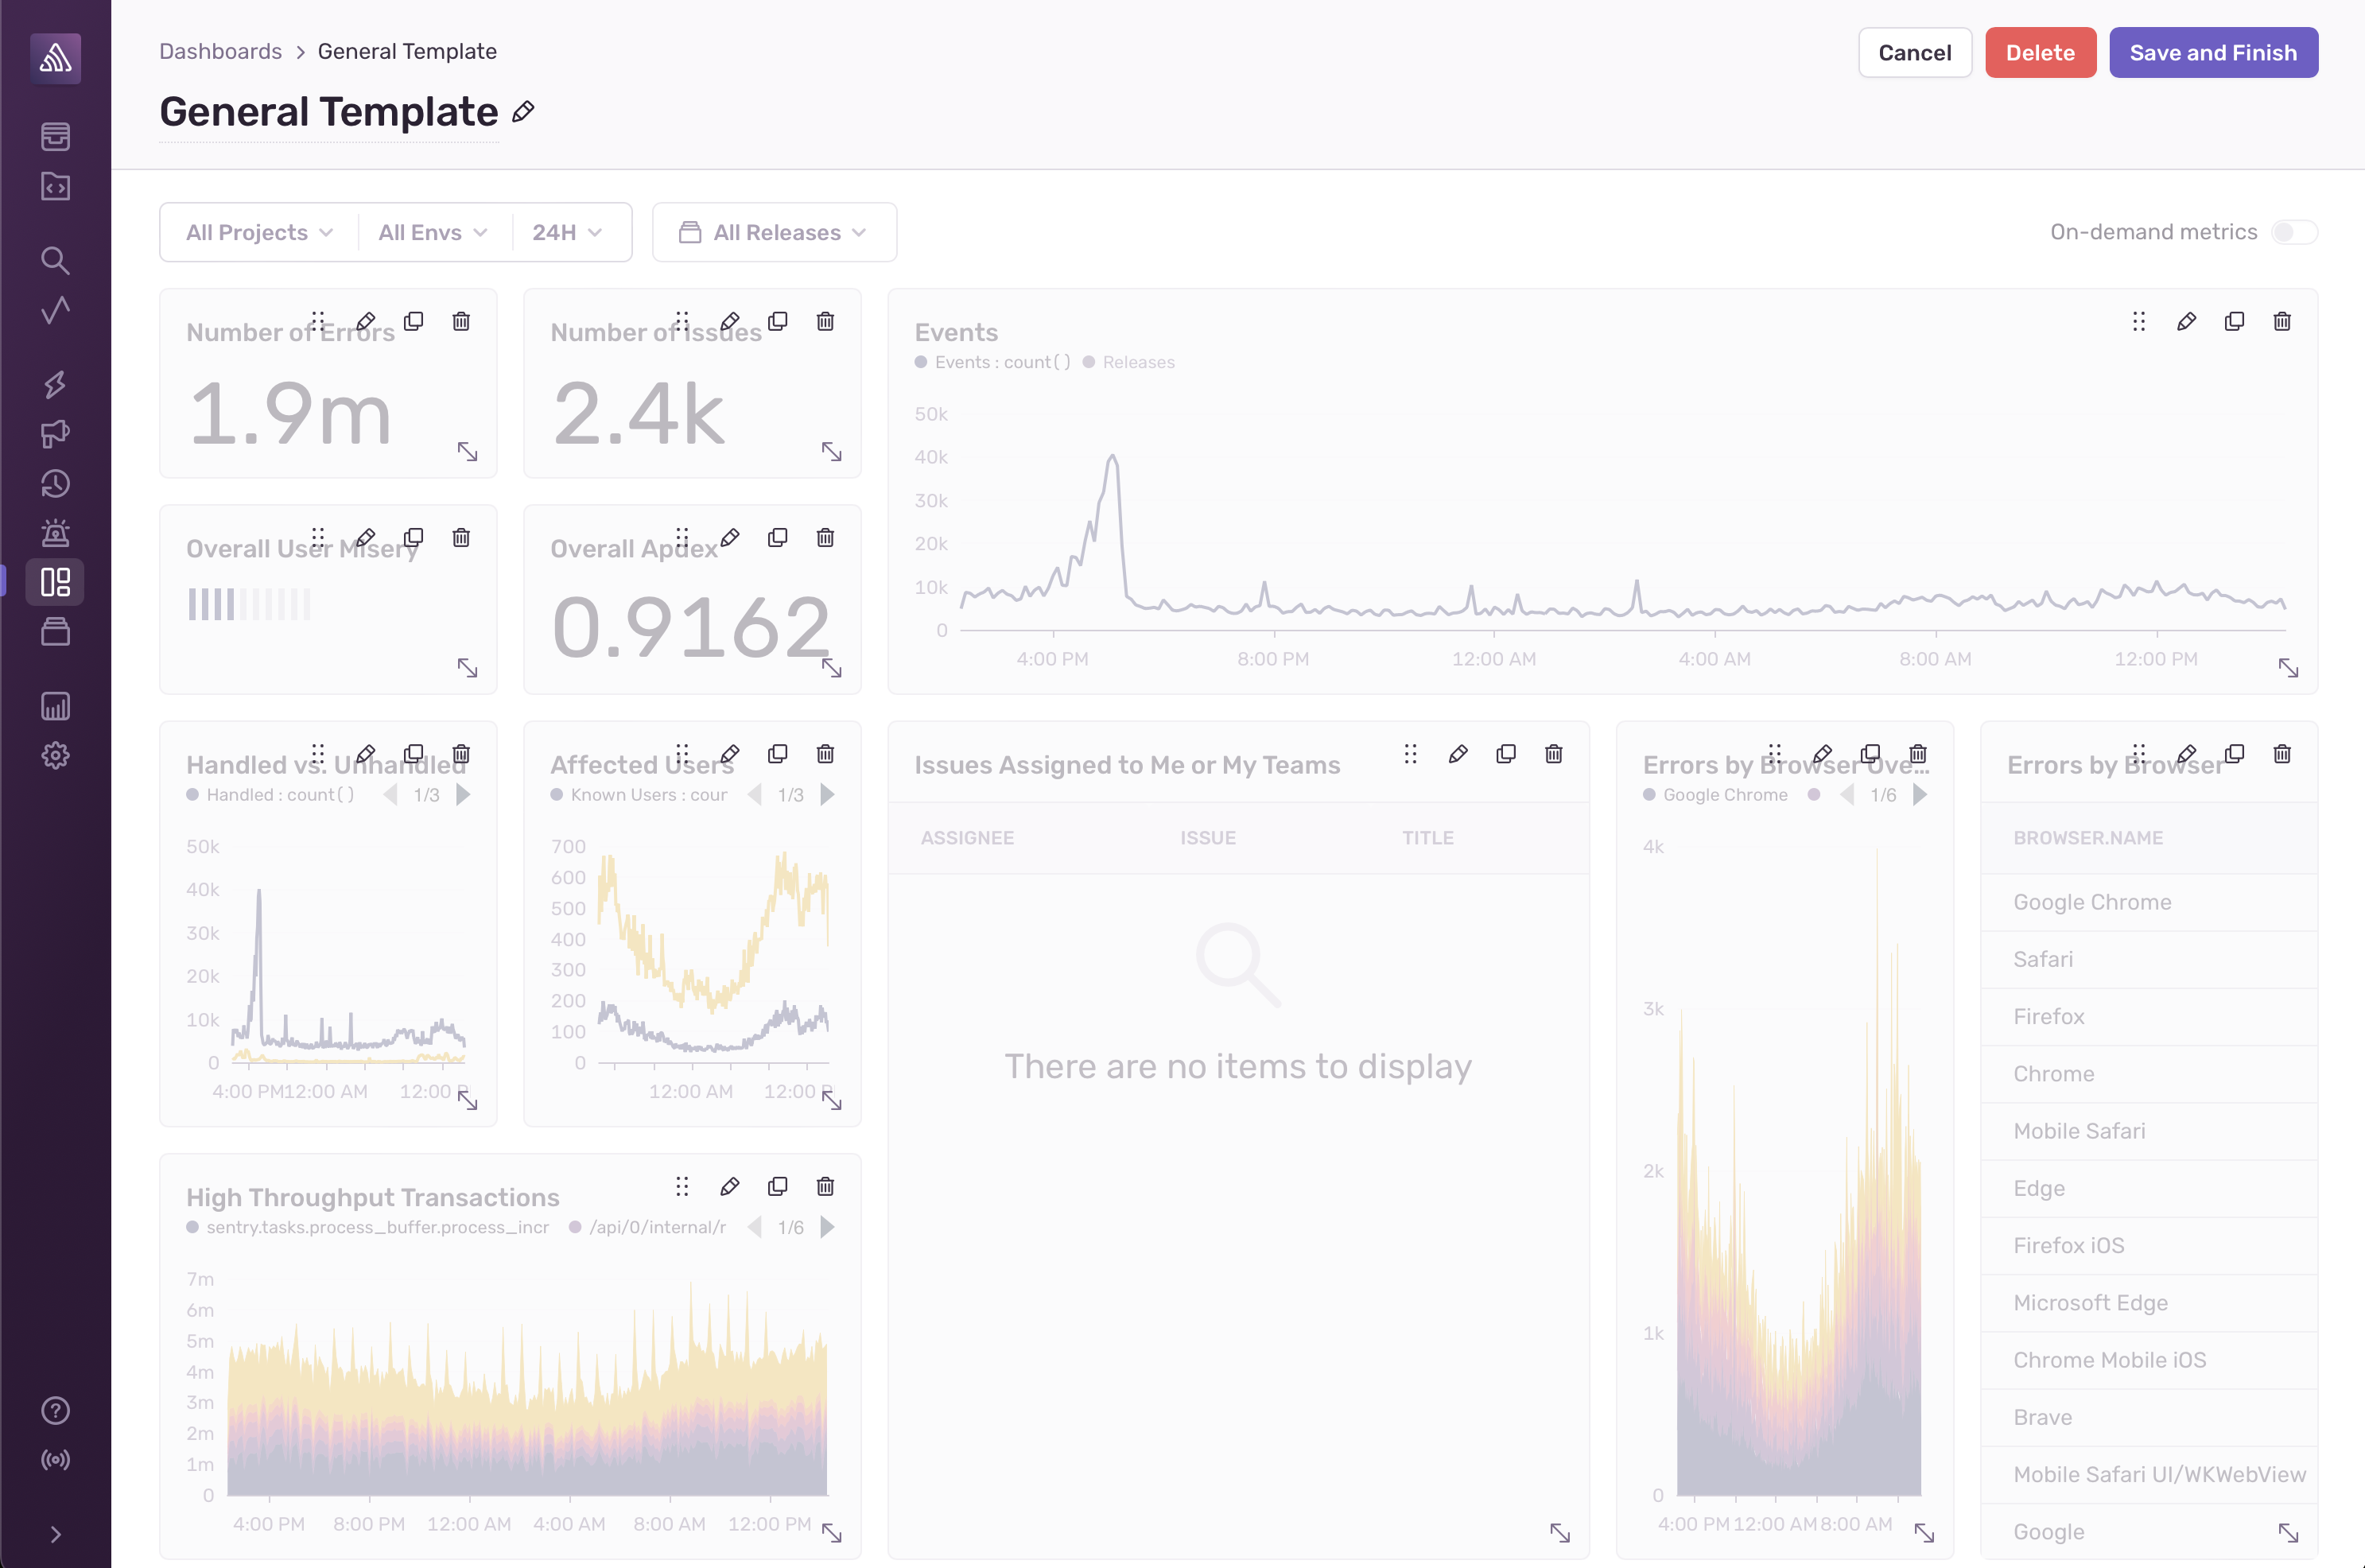 Dashboards > General Template
Cancel
Delete
Save and Finish
General Template
All Projects
All Envs
24H
All Releases
On-demand metrics
Number of Errors
1.9m
Number of Issues
2.4k
Events
Events : count()
Releases
50k
40k
30k
20k
10k
0
4:00 PM
8:00 PM
12:00 AM
4:00 AM
8:00 AM
12:00 PM
Overall User Misery
Overall Apdex
0.9162
Handled vs. Unhandled
Handled : count()
1/3
50k
40k
30k
20k
10k
0
4:00 PM
12:00 AM
12:00 P
Affected Users
Known Users : cour
1/3
700
600
500
400
300
200
100
0
12:00 AM
12:00 P
Issues Assigned to Me or My Teams
ASSIGNEE
ISSUE
TITLE
There are no items to display
Errors by Browser Ove...
Google Chrome
1/6
4k
3k
2k
1k
0
4:00 PM
12:00 AM
8:00 AM
Errors by Browser
BROWSER.NAME
Google Chrome
Safari
Firefox
Chrome
Mobile Safari
Edge
Firefox iOS
Microsoft Edge
Chrome Mobile iOS
Brave
Mobile Safari UI/WKWebView
Google
High Throughput Transactions
sentry.tasks.process_buffer.process_incr
/api/0/internal/r
1/6
7m
6m
5m
4m
3m
2m
1m
0
4:00 PM
8:00 PM
12:00 AM
4:00 AM
8:00 AM
12:00 PM